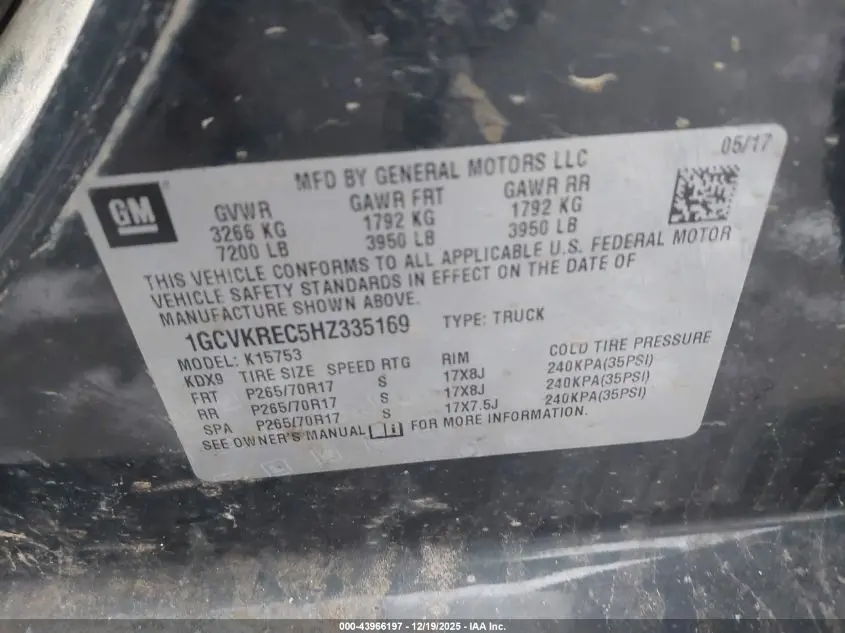 05/17
MFD BY GENERAL MOTORS LLC
GM
GVWR GAWR FRT GAWR RR
3266 KG 1792 KG 1792 KG
7200 LB 3950 LB 3950 LB
THIS VEHICLE CONFORMS TO ALL APPLICABLE U.S. FEDERAL MOTOR
VEHICLE SAFETY STANDARDS IN EFFECT ON THE DATE OF
MANUFACTURE SHOWN ABOVE.
1GCVKREC5HZ335169 TYPE: TRUCK
MODEL: K15753
KDX9 TIRE SIZE SPEED RTG RIM COLD TIRE PRESSURE
FRT P265/70R17 S 17X8J 240KPA(35PSI)
RR P265/70R17 S 17X8J 240KPA(35PSI)
SPA P265/70R17 S 17X7.5J 240KPA(35PSI)
SEE OWNER'S MANUAL FOR MORE INFORMATION.
000-43966197 - 12/19/2025 - IAA Inc.